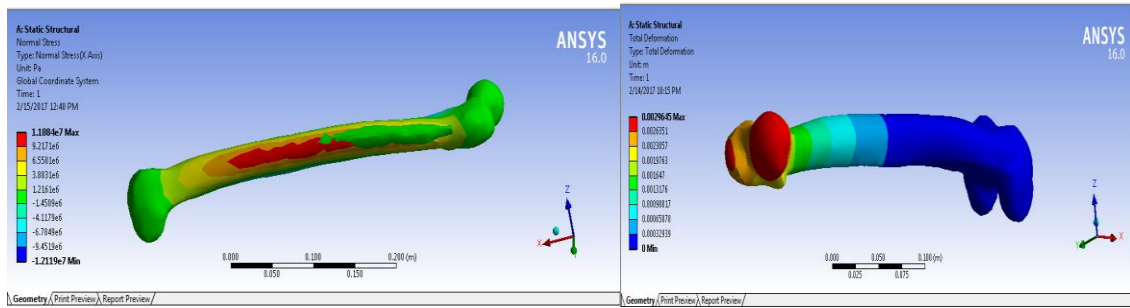 A: Static Structural
Normal Stress
Type: Normal Stress(X Axis)
Unit: Pa
Global Coordinate System
Time: 1
2/15/2017 12:40 PM
1.1884e7 Max
9.2171e6
6.5501e6
3.8831e6
1.2161e6
-1.4509e6
-4.1179e6
-6.7849e6
-9.4519e6
-1.2119e7 Min
ANSYS
16.0
Z
X
Y
0.000
0.200 (m)
0.050
0.100
0.150
Geometry Print Preview Report Preview
A: Static Structural
Total Deformation
Type: Total Deformation
Unit: m
Time: 1
2/14/2017 10:15 PM
0.0029645 Max
0.0026351
0.0023057
0.0019763
0.001647
0.0013176
0.00098817
0.00065878
0.00032939
0 Min
ANSYS
16.0
Z
Y
X
0.000
0.050
0.100 (m)
0.025
0.075
Geometry Print Preview Report Preview